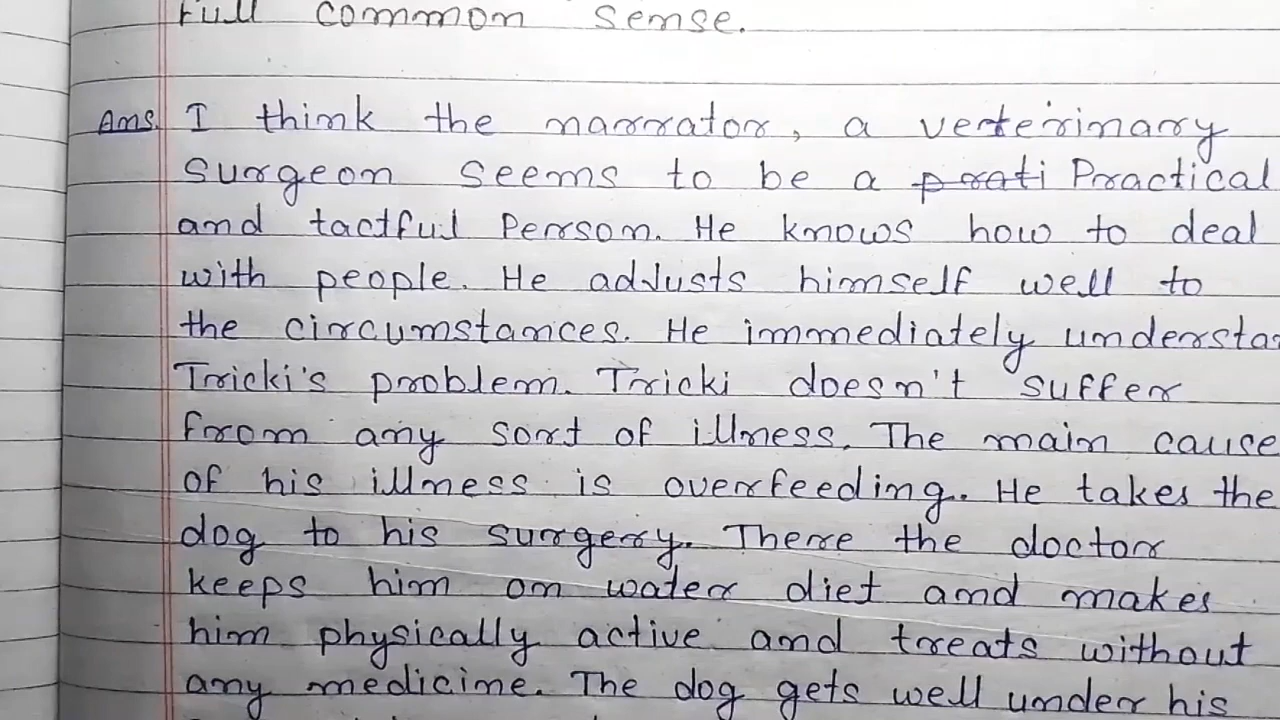 full common sense.
Ans. I think the narrator, a veterinary
surgeon seems to be a prati Practical
and tactful Person. He knows how to deal
with people. He adjusts himself well to
the circumstances. He immediately understa
Tricki's problem. Tricki doesn't suffer
from any sort of illness. The main cause
of his illness is overfeeding. He takes the
dog to his surgery. There the doctor
keeps him on water diet and makes
him physically active and treats without
any medicine. The dog gets well under his